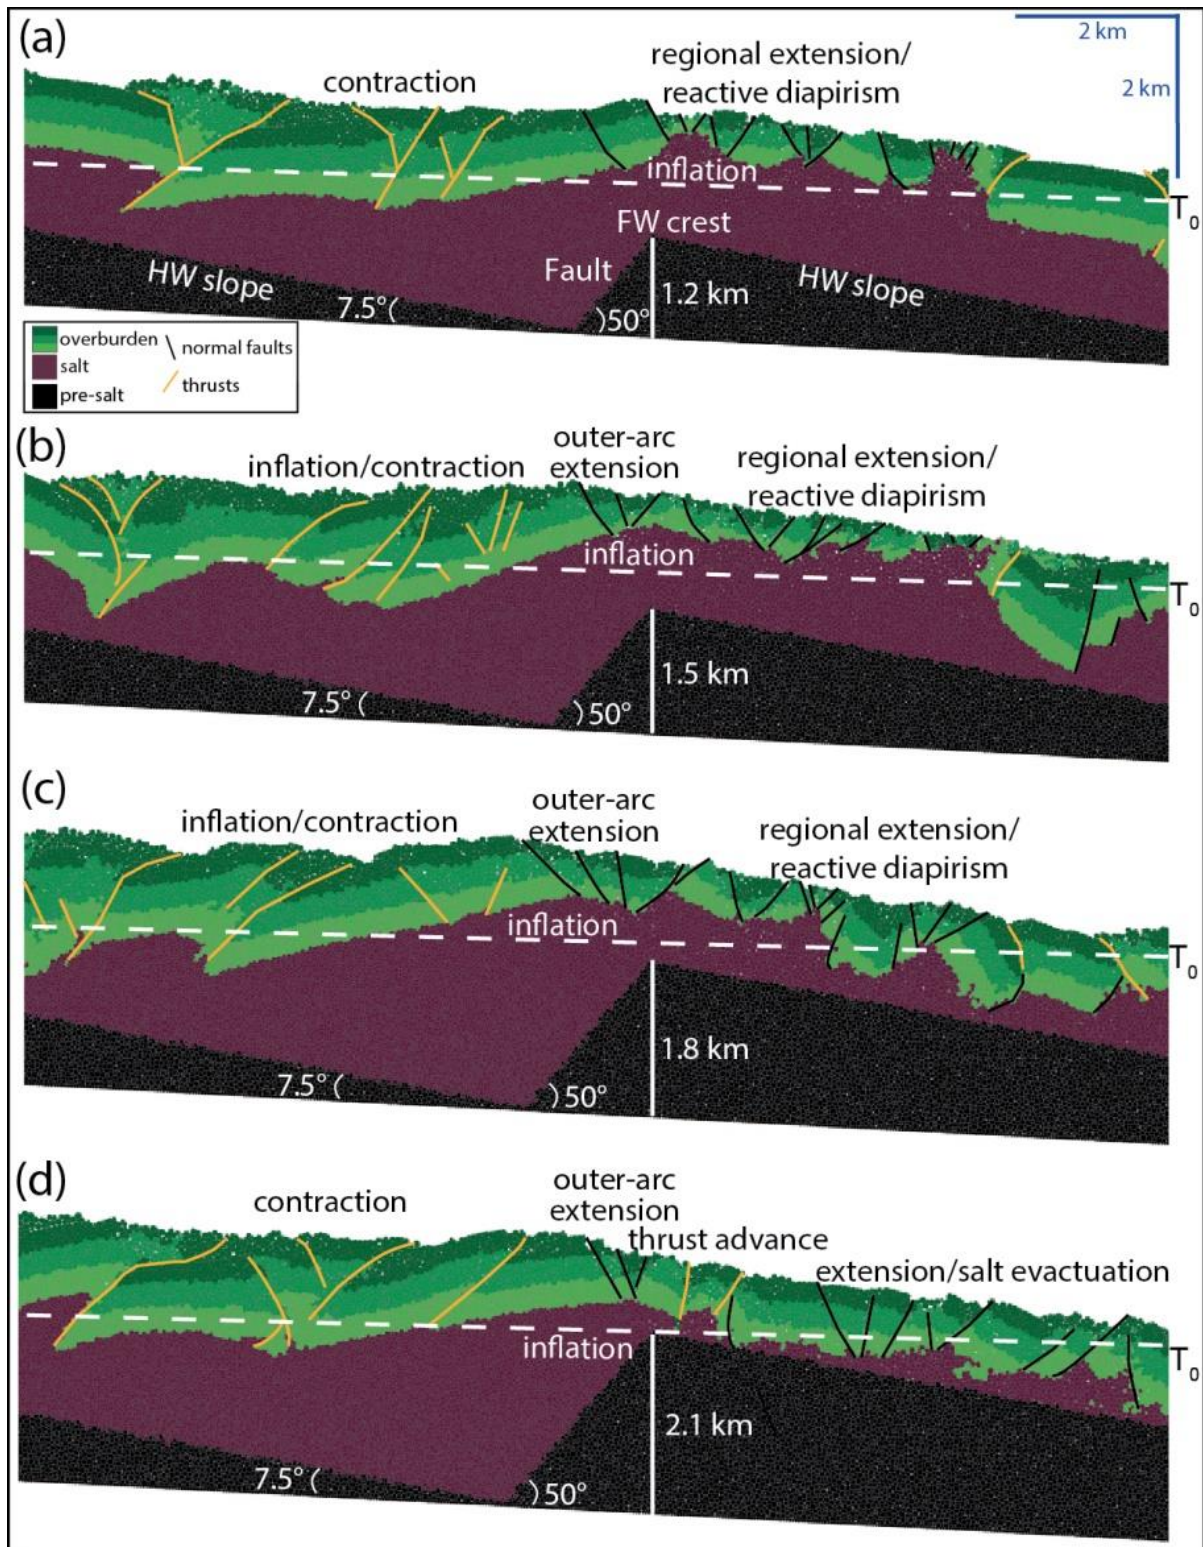 (a)
2 km
2 km
contraction
regional extension/
reactive diapirism
inflation
FW crest
T0
HW slope
Fault
HW slope
7.5°(
)50°
1.2 km
overburden
normal faults
salt
thrusts
pre-salt
(b)
inflation/contraction
outer-arc
extension
regional extension/
reactive diapirism
inflation
T0
7.5° (
)50°
1.5 km
(c)
inflation/contraction
outer-arc
extension
regional extension/
reactive diapirism
inflation
T0
7.5° (
)50°
1.8 km
(d)
contraction
outer-arc
extension
thrust advance
extension/salt evactuation
inflation
T0
7.5° (
)50°
2.1 km